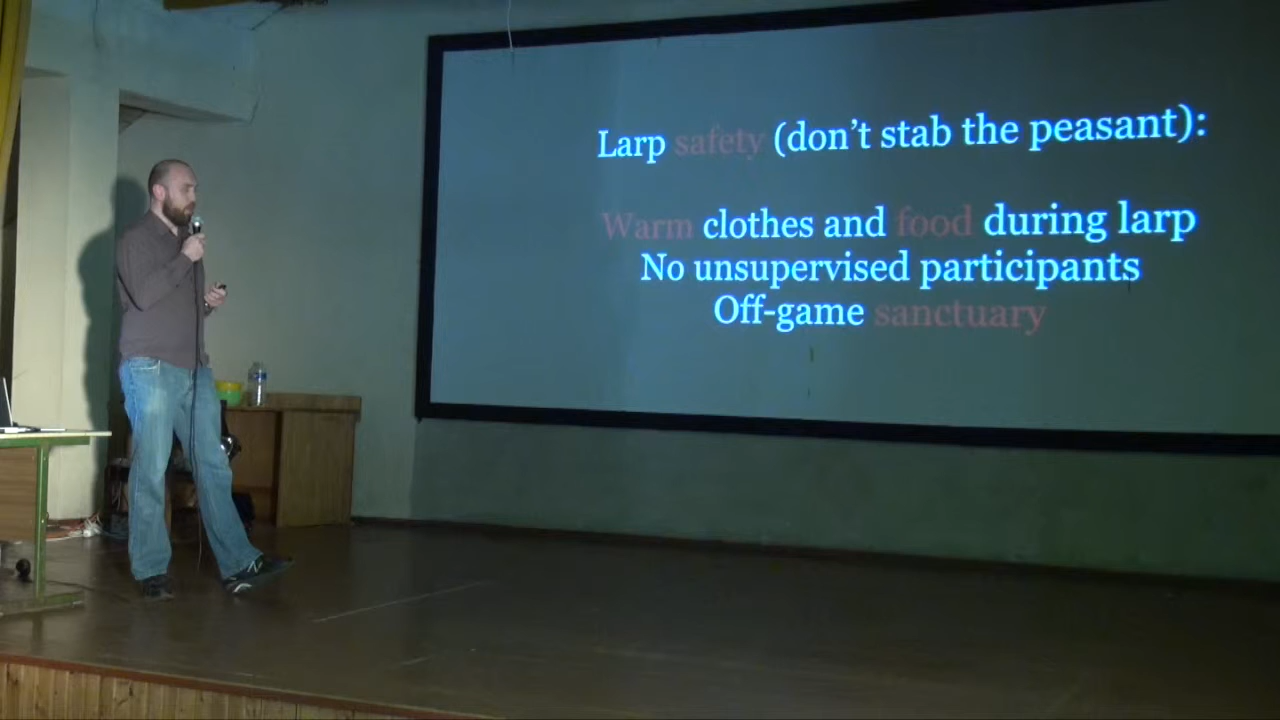 Larp safety (don't stab the peasant):
Warm clothes and food during larp
No unsupervised participants
Off-game sanctuary